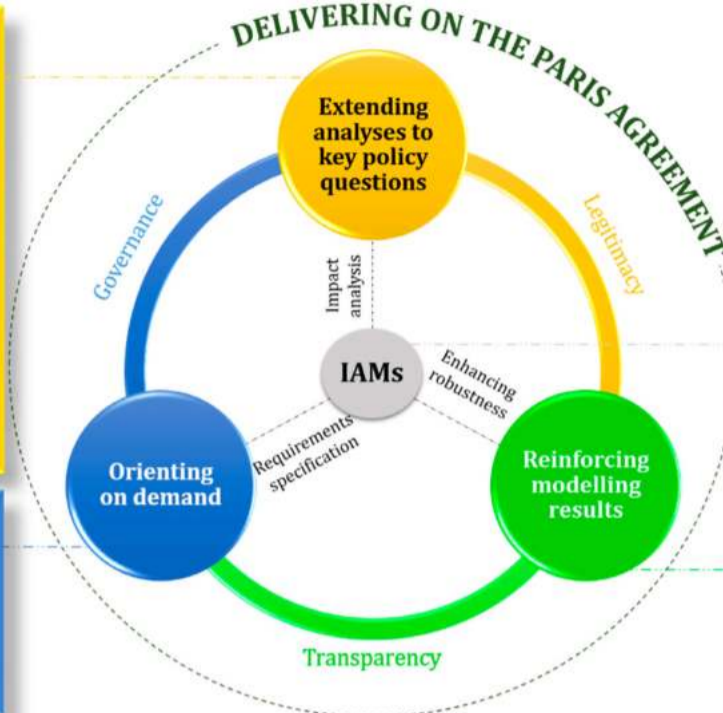 DELIVERING ON THE PARIS AGREEMENT
Extending
analyses to
key policy
questions
Governance
Legitimacy
Impact
analysis
IAMs
Enhancing
robustness
Requirements
specification
Orienting
on demand
Reinforcing
modelling
results
Transparency